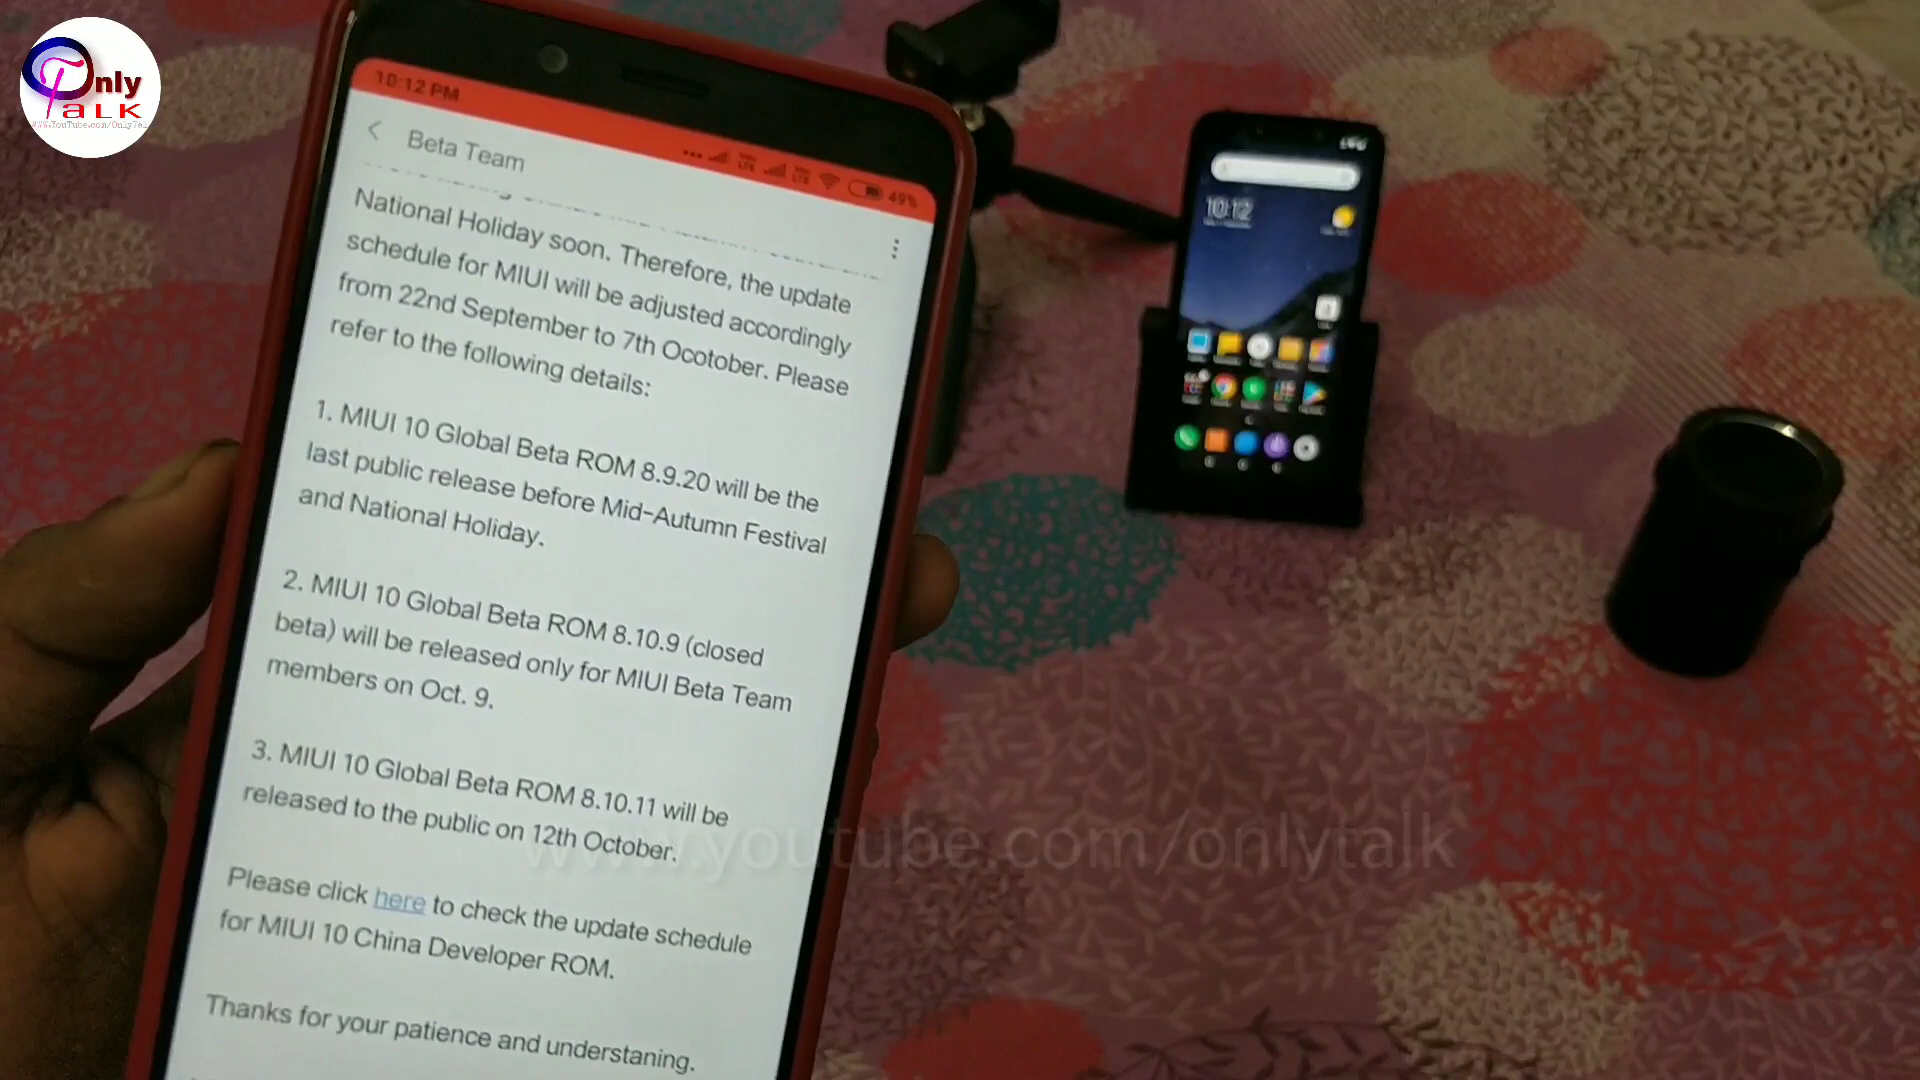 Only
TALK
10:12 PM
49%
Beta Team
National Holiday soon. Therefore, the update
schedule for MIUI will be adjusted accordingly
from 22nd September to 7th Ocotober. Please
refer to the following details:
1. MIUI 10 Global Beta ROM 8.9.20 will be the
last public release before Mid-Autumn Festival
and National Holiday.
2. MIUI 10 Global Beta ROM 8.10.9 (closed
beta) will be released only for MIUI Beta Team
members on Oct. 9.
3. MIUI 10 Global Beta ROM 8.10.11 will be
released to the public on 12th October.
Please click here to check the update schedule
for MIUI 10 China Developer ROM.
Thanks for your patience and understaning.
10:12
www.youtube.com/onlytalk